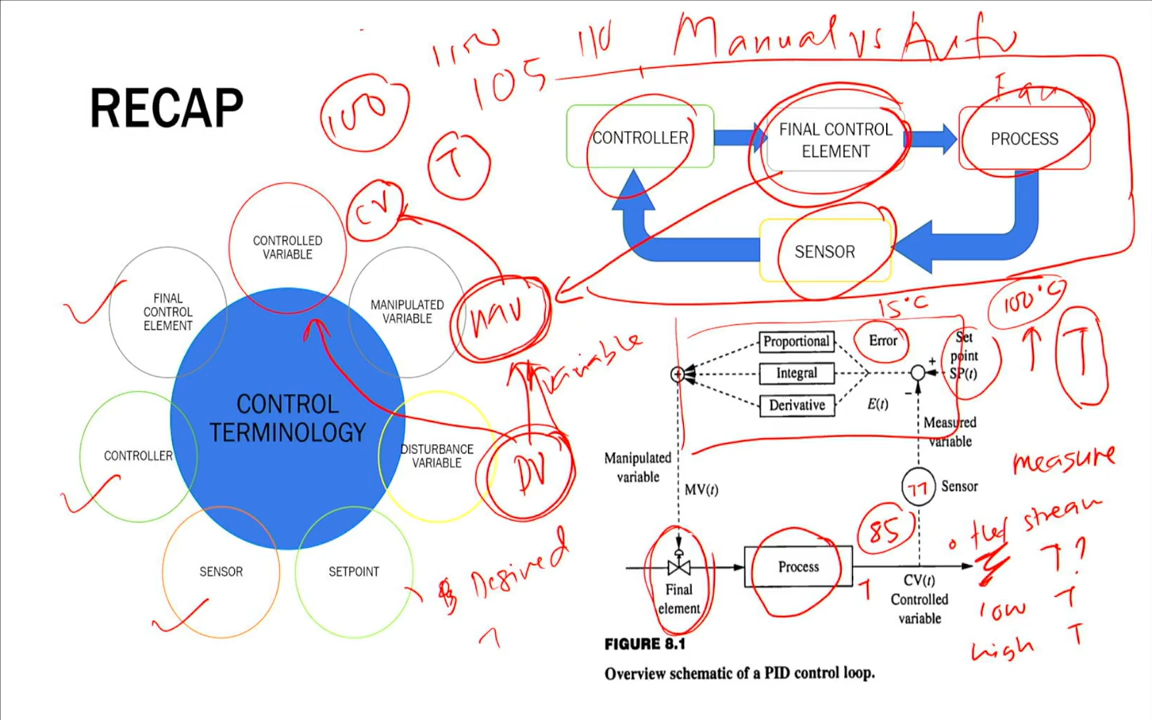 Manual vs Auto
110
105
100
RECAP
T
CV
CONTROLLER
FINAL CONTROL
ELEMENT
PROCESS
SENSOR
CONTROLLED
VARIABLE
FINAL
CONTROL
ELEMENT
MANIPULATED
VARIABLE
variable
CONTROL
TERMINOLOGY
CONTROLLER
DISTURBANCE
VARIABLE
DV
SENSOR
SETPOINT
Desired
15°C
100°C
T
Proportional
Integral
Derivative
Error
E(t)
Set
point
SP(t)
+
+
−
Measured
variable
Manipulated
variable
MV(t)
TT
Sensor
measure
85
stream
T?
low T
high T
Process
T
Final
element
CV(t)
Controlled
variable
FIGURE 8.1
Overview schematic of a PID control loop.